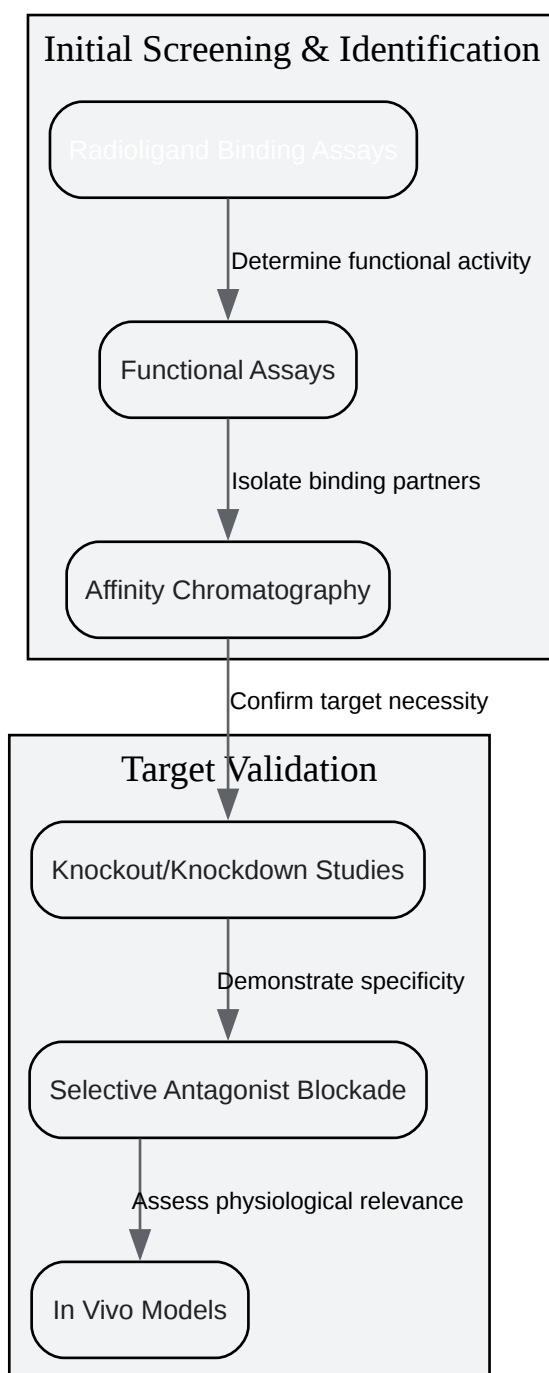 Initial Screening & Identification
Radioligand Binding Assays
Determine functional activity
Functional Assays
Isolate binding partners
Affinity Chromatography
Confirm target necessity
Target Validation
Knockout/Knockdown Studies
Demonstrate specificity
Selective Antagonist Blockade
Assess physiological relevance
In Vivo Models